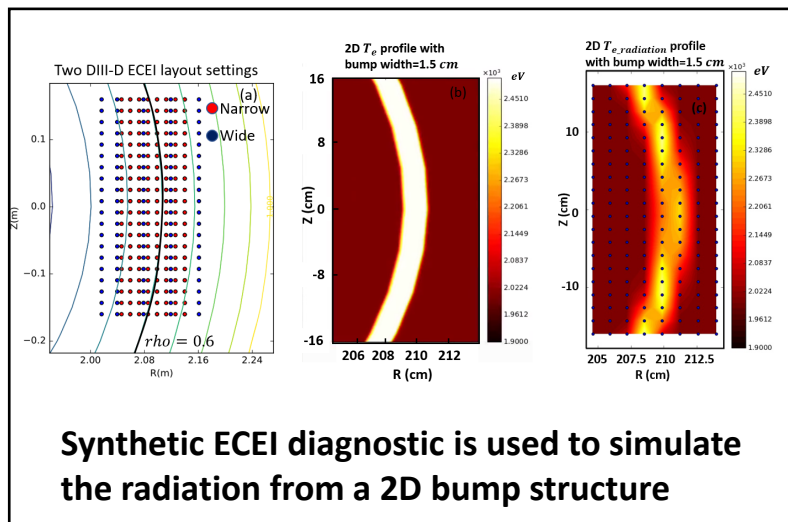 Two DIII-D ECEI layout settings
(a)
Narrow
Wide
0.1
0.0
−0.1
−0.2
Z(m)
rho = 0.6
2.00
2.08
2.16
2.24
R(m)
2D T_e profile with
bump width=1.5 cm
×10³
eV
(b)
16
8
0
-8
-16
Z (cm)
206
208
210
212
R (cm)
2.4510
2.3898
2.3286
2.2673
2.2061
2.1449
2.0837
2.0224
1.9612
1.9000
2D T_e_radiation profile
with bump width=1.5 cm
×10³
eV
(c)
10
0
-10
Z (cm)
205
207.5
210
212.5
R (cm)
2.4510
2.3898
2.3286
2.2673
2.2061
2.1449
2.0837
2.0224
1.9612
1.9000
Synthetic ECEI diagnostic is used to simulate
the radiation from a 2D bump structure